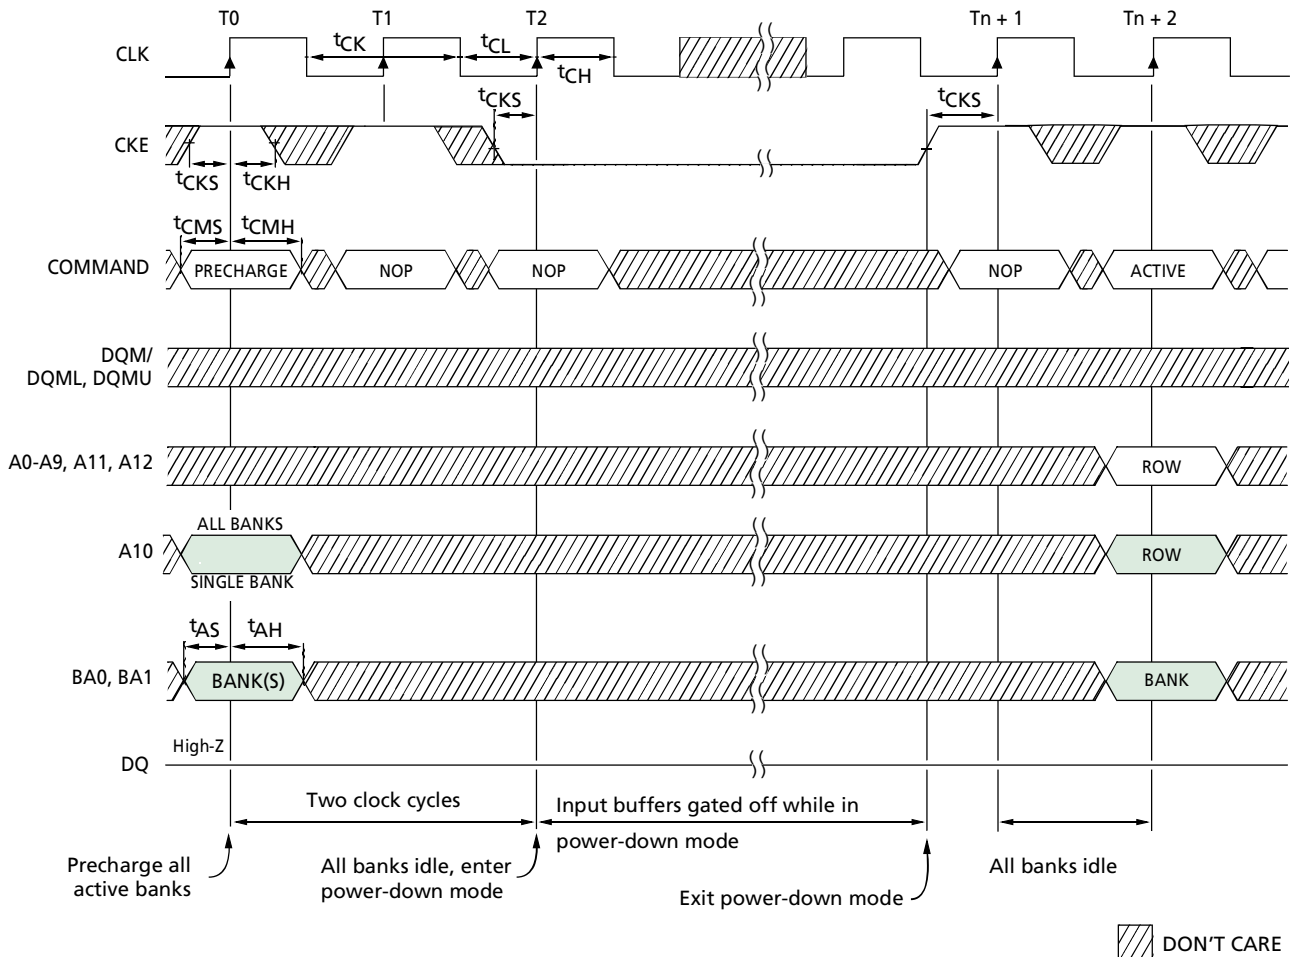 T0 T1 T2 Tn + 1 Tn + 2
CLK
tCK tCL
tCH
tCKS tCKS
CKE
tCKS tCKH
tCMS tCMH
COMMAND PRECHARGE NOP NOP NOP ACTIVE
DQM/
DQML, DQMU
A0-A9, A11, A12 ROW
ALL BANKS
A10 ROW
SINGLE BANK
tAS tAH
BA0, BA1 BANK(S) BANK
High-Z
DQ
Two clock cycles
Input buffers gated off while in
power-down mode
Precharge all
active banks
All banks idle, enter
power-down mode
Exit power-down mode
All banks idle
DON'T CARE